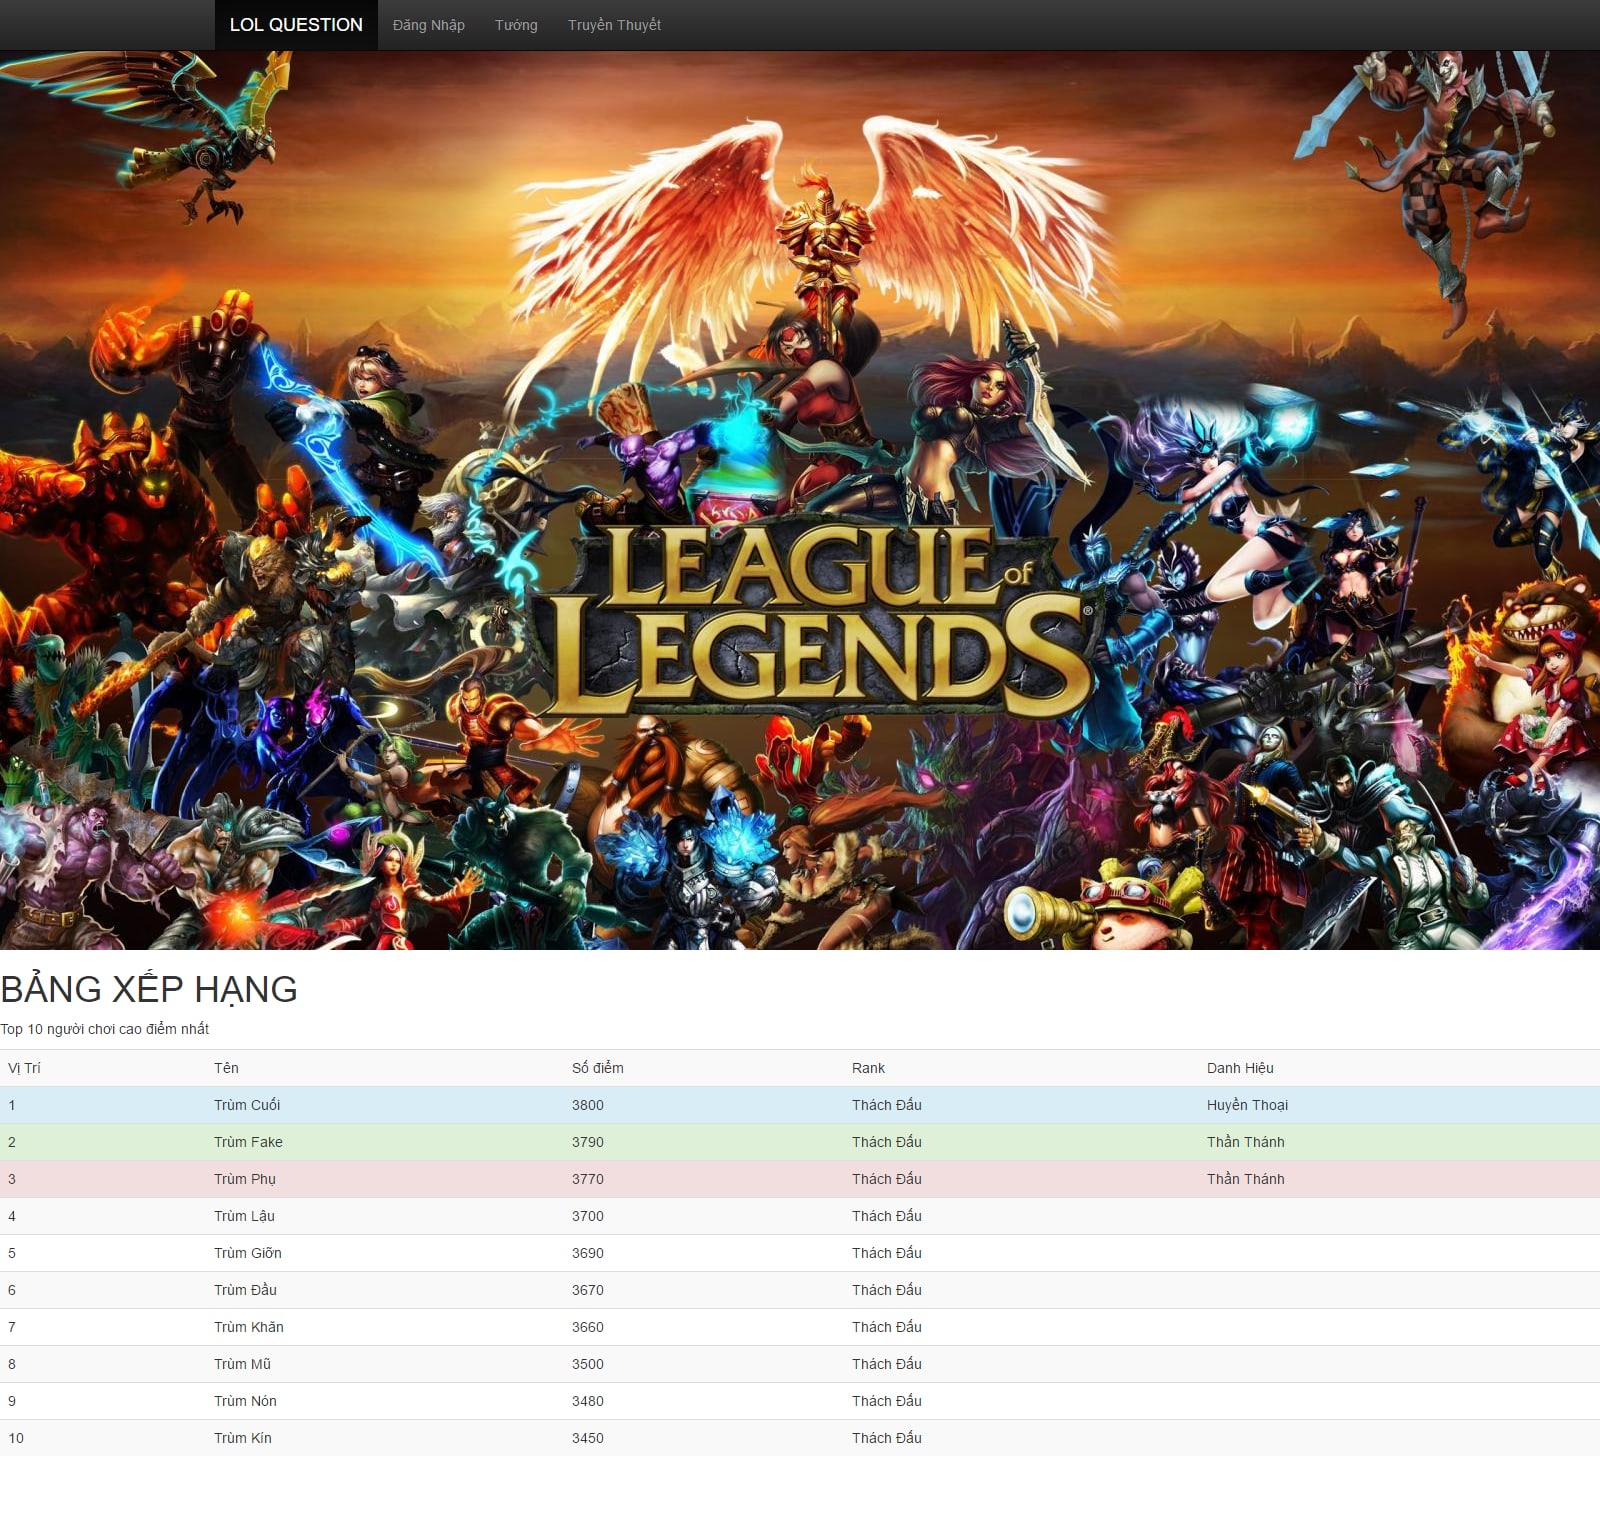 LOL QUESTION Đăng Nhập Tướng Truyền Thuyết
LEAGUE of
LEGENDS®
BẢNG XẾP HẠNG
Top 10 người chơi cao điểm nhất
Vị Trí Tên Số điểm Rank Danh Hiệu
1 Trùm Cuối 3800 Thách Đấu Huyền Thoại
2 Trùm Fake 3790 Thách Đấu Thần Thánh
3 Trùm Phụ 3770 Thách Đấu Thần Thánh
4 Trùm Lậu 3700 Thách Đấu
5 Trùm Giỡn 3690 Thách Đấu
6 Trùm Đầu 3670 Thách Đấu
7 Trùm Khăn 3660 Thách Đấu
8 Trùm Mũ 3500 Thách Đấu
9 Trùm Nón 3480 Thách Đấu
10 Trùm Kín 3450 Thách Đấu